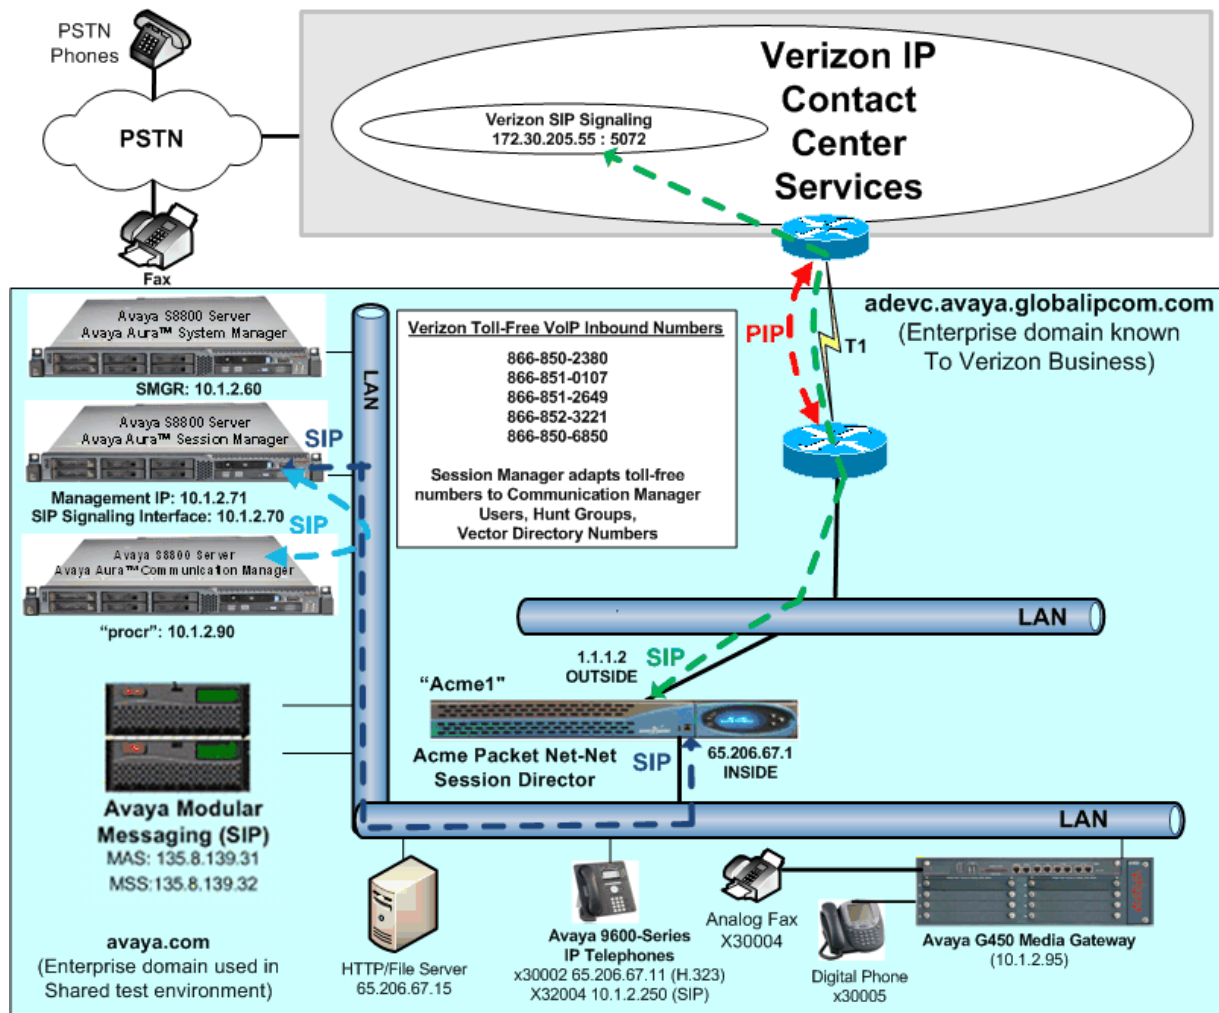 PSTN
Phones
PSTN
Fax
Verizon IP
Contact
Center
Services
Verizon SIP Signaling
172.30.205.55 : 5072
adevc.avaya.globalipcom.com
(Enterprise domain known
To Verizon Business)
PIP
T1
Avaya S8800 Server
Avaya Aura™ System Manager
SMGR: 10.1.2.60
Avaya S8800 Server
Avaya Aura™ Session Manager
SIP
Management IP: 10.1.2.71
SIP Signaling Interface: 10.1.2.70
SIP
Avaya S8800 Server
Avaya Aura™ Communication Manager
“procr”: 10.1.2.90
LAN
Verizon Toll-Free VoIP Inbound Numbers
866-850-2380
866-851-0107
866-851-2649
866-852-3221
866-850-6850
Session Manager adapts toll-free
numbers to Communication Manager
Users, Hunt Groups,
Vector Directory Numbers
LAN
1.1.1.2
OUTSIDE
SIP
“Acme1"
Acme Packet Net-Net
Session Director
SIP
65.206.67.1
INSIDE
Avaya Modular
Messaging (SIP)
MAS: 135.8.139.31
MSS:135.8.139.32
LAN
avaya.com
(Enterprise domain used in
Shared test environment)
HTTP/File Server
65.206.67.15
Avaya 9600-Series
IP Telephones
x30002 65.206.67.11 (H.323)
X32004 10.1.2.250 (SIP)
Analog Fax
X30004
Digital Phone
x30005
Avaya G450 Media Gateway
(10.1.2.95)